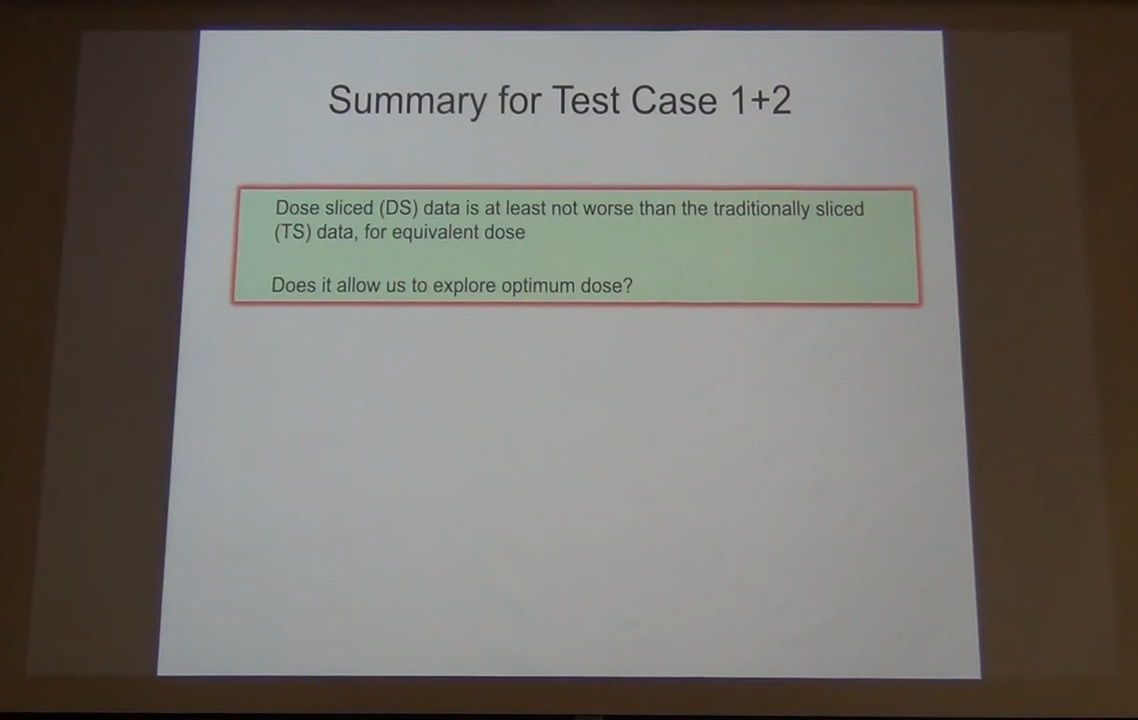 Summary for Test Case 1+2
Dose sliced (DS) data is at least not worse than the traditionally sliced
(TS) data, for equivalent dose
Does it allow us to explore optimum dose?